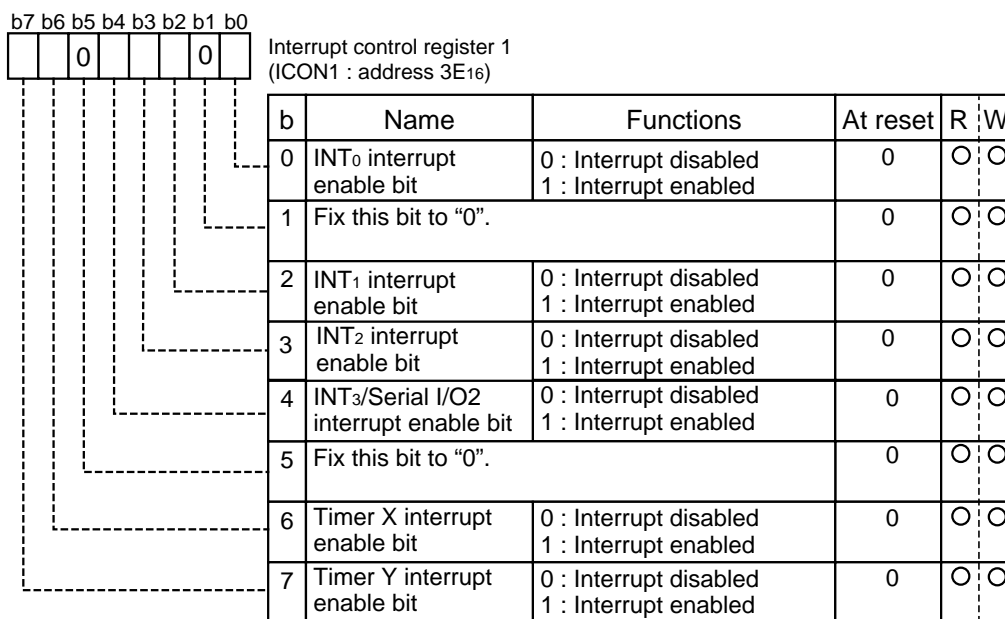 b7 b6 b5 b4 b3 b2 b1 b0
0 0
Interrupt control register 1
(ICON1 : address 3E16)
b Name Functions At reset R W
0 INT0 interrupt enable bit 0 : Interrupt disabled 1 : Interrupt enabled 0 O O
1 Fix this bit to “0”. 0 O O
2 INT1 interrupt enable bit 0 : Interrupt disabled 1 : Interrupt enabled 0 O O
3 INT2 interrupt enable bit 0 : Interrupt disabled 1 : Interrupt enabled 0 O O
4 INT3/Serial I/O2 interrupt enable bit 0 : Interrupt disabled 1 : Interrupt enabled 0 O O
5 Fix this bit to “0”. 0 O O
6 Timer X interrupt enable bit 0 : Interrupt disabled 1 : Interrupt enabled 0 O O
7 Timer Y interrupt enable bit 0 : Interrupt disabled 1 : Interrupt enabled 0 O O